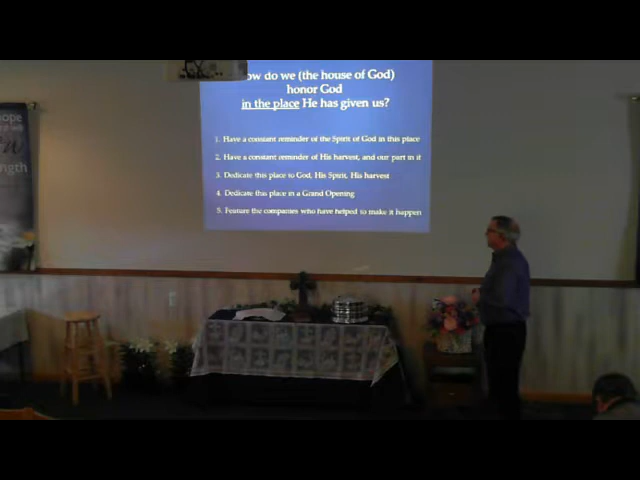 ow do we (the house of God)
honor God
in the place He has given us?
1. Have a constant reminder of the Spirit of God in this place
2. Have a constant reminder of His harvest, and our part in it
3. Dedicate this place to God, His Spirit, His harvest
4. Dedicate this place in a Grand Opening
5. Feature the companies who have helped to make it happen